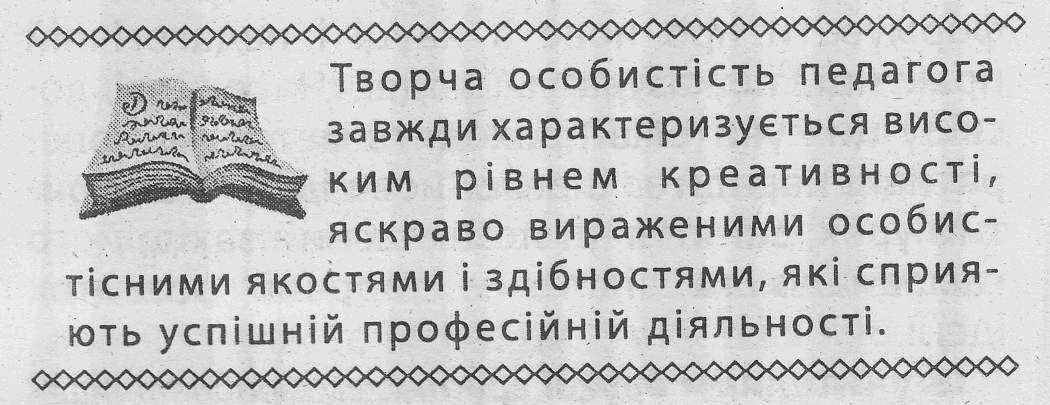 Творча особистість педагога
завжди характеризується висо-
ким рівнем креативності,
яскраво вираженими особис-
тісними якостями і здібностями, які сприя-
ють успішній професійній діяльності.